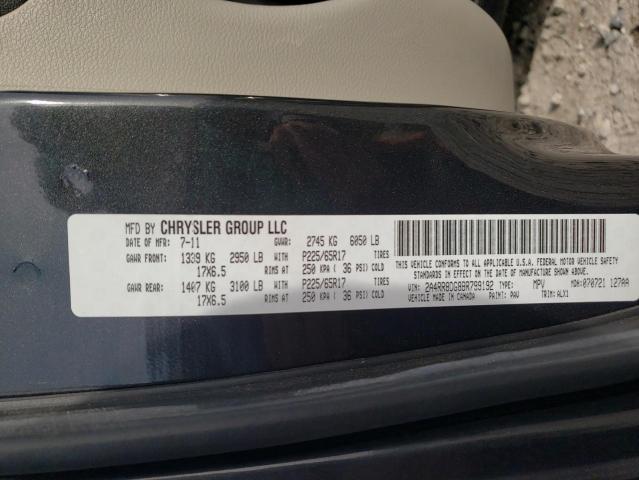 MFD BY CHRYSLER GROUP LLC
DATE OF MFR: 7-11 GVWR: 2745 KG 6050 LB
GAWR FRONT: 1339 KG 2950 LB WITH P225/65R17 TIRES
17X6.5 RIMS AT 250 KPA ( 36 PSI) COLD
GAWR REAR: 1407 KG 3100 LB WITH P225/65R17 TIRES
17X6.5 RIMS AT 250 KPA ( 36 PSI) COLD
THIS VEHICLE CONFORMS TO ALL APPLICABLE U.S.A. FEDERAL MOTOR VEHICLE SAFETY
STANDARDS IN EFFECT ON THE DATE OF MANUFACTURE SHOWN ABOVE.
VIN: 2A4RR8DG8BR799192 TYPE: MPV MDH: 070721 127AA
VEHICLE MADE IN CANADA PAINT: PAV TRIM: ALX1